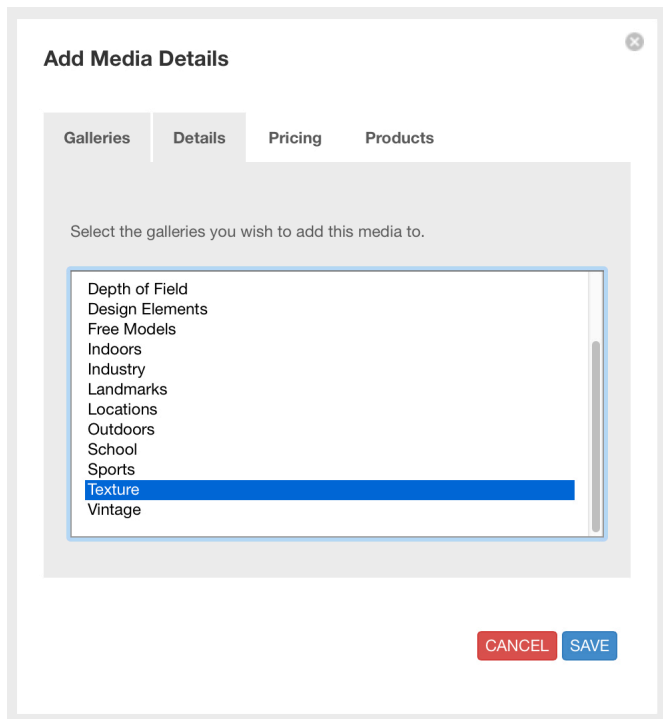 Add Media Details
Galleries Details Pricing Products
Select the galleries you wish to add this media to.
Depth of Field
Design Elements
Free Models
Indoors
Industry
Landmarks
Locations
Outdoors
School
Sports
Texture
Vintage
CANCEL SAVE